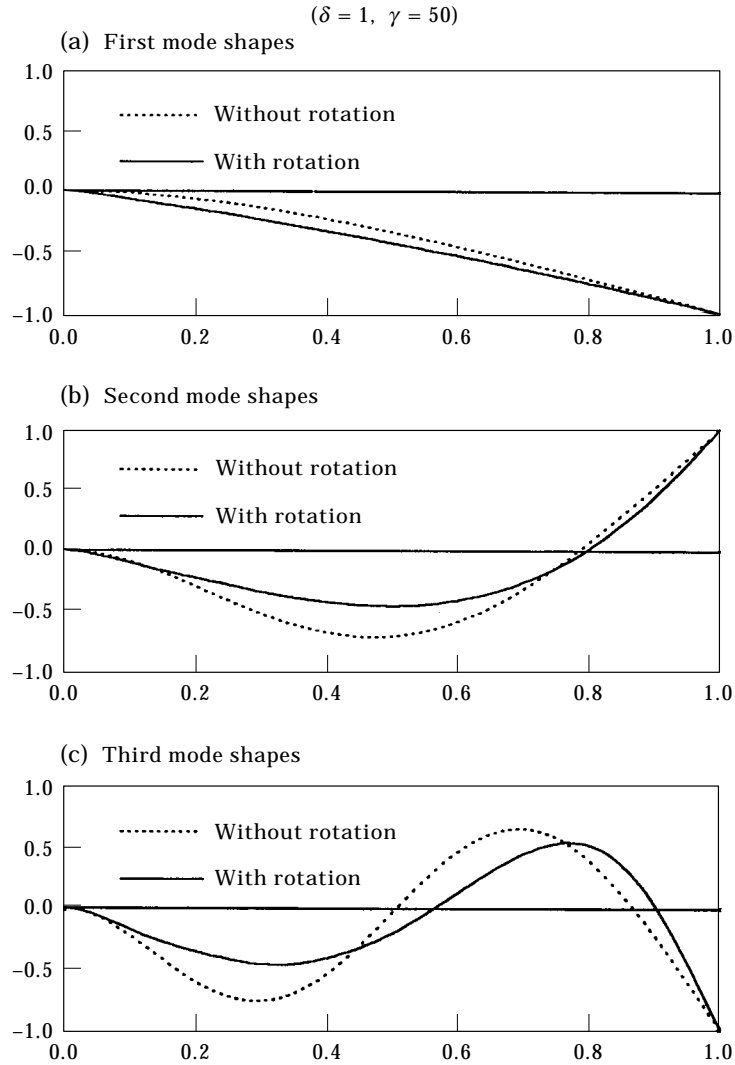 (δ = 1, γ = 50)
(a) First mode shapes
1.0
Without rotation
0.5
With rotation
0.0
−0.5
−1.0
0.0 0.2 0.4 0.6 0.8 1.0
(b) Second mode shapes
1.0
Without rotation
0.5
With rotation
0.0
−0.5
−1.0
0.0 0.2 0.4 0.6 0.8 1.0
(c) Third mode shapes
1.0
Without rotation
0.5
With rotation
0.0
−0.5
−1.0
0.0 0.2 0.4 0.6 0.8 1.0